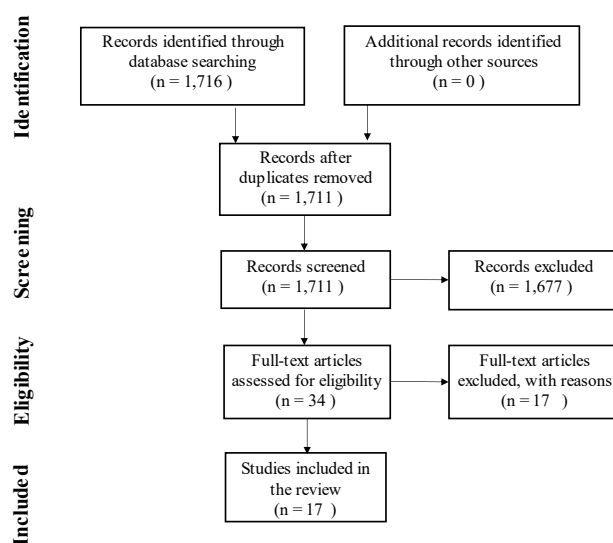 Identification
Records identified through
database searching
(n = 1,716 )
Additional records identified
through other sources
(n = 0 )
Records after
duplicates removed
(n = 1,711 )
Screening
Records screened
(n = 1,711 )
Records excluded
(n = 1,677 )
Eligibility
Full-text articles
assessed for eligibility
(n = 34 )
Full-text articles
excluded, with reasons
(n = 17 )
Included
Studies included in
the review
(n = 17 )